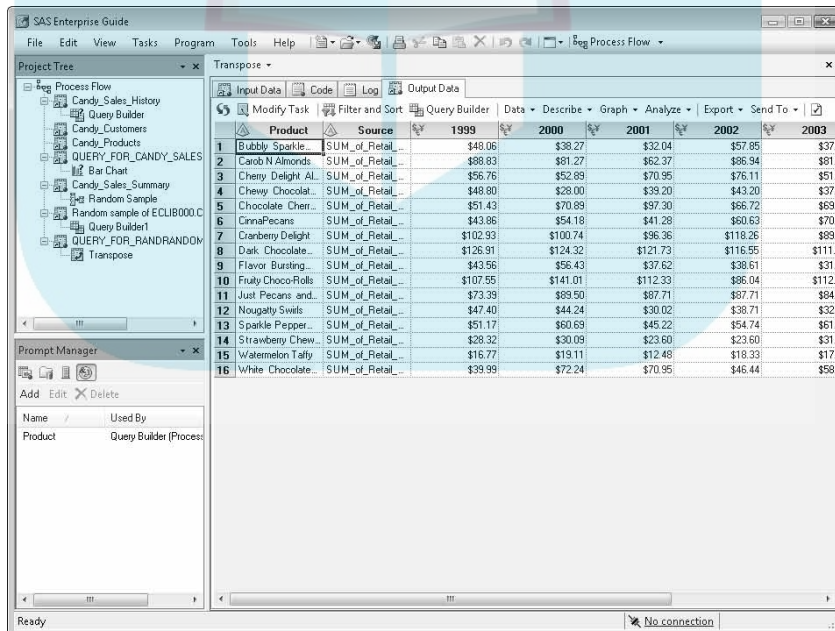 SAS Enterprise Guide
File Edit View Tasks Program Tools Help Process Flow
Project Tree
Process Flow
Candy_Sales_History
Query Builder
Candy_Customers
Candy_Products
QUERY_FOR_CANDY_SALES
Bar Chart
Candy_Sales_Summary
Random Sample
Random sample of ECLIB000.C
Query Builder1
QUERY_FOR_RANDRANDOM
Transpose
Prompt Manager
Add Edit Delete
Name Used By
Product Query Builder (Process
Transpose
Input Data Code Log Output Data
Modify Task Filter and Sort Query Builder Data Describe Graph Analyze Export Send To
Product Source 1999 2000 2001 2002 2003
1 Bubbly Sparkle... SUM_of_Retail_... $48.06 $38.27 $32.04 $57.85 $37
2 Carob N Almonds SUM_of_Retail_... $88.83 $81.27 $62.37 $86.94 $81
3 Cherry Delight Al... SUM_of_Retail_... $56.76 $52.89 $70.95 $76.11 $51
4 Chewy Chocolat... SUM_of_Retail_... $48.80 $28.00 $39.20 $43.20 $37
5 Chocolate Cherr... SUM_of_Retail_... $51.43 $70.89 $97.30 $66.72 $69
6 CinnaPecans SUM_of_Retail_... $43.86 $54.18 $41.28 $60.63 $70
7 Cranberry Delight SUM_of_Retail_... $102.93 $100.74 $96.36 $118.26 $89
8 Dark Chocolate... SUM_of_Retail_... $126.91 $124.32 $121.73 $116.55 $111.
9 Flavor Bursting... SUM_of_Retail_... $43.56 $56.43 $37.62 $38.61 $31.
10 Fruity Choco-Rolls SUM_of_Retail_... $107.55 $141.01 $112.33 $86.04 $112.
11 Just Pecans and... SUM_of_Retail_... $73.39 $89.50 $87.71 $87.71 $84
12 Nougatty Swirls SUM_of_Retail_... $47.40 $44.24 $30.02 $38.71 $32
13 Sparkle Pepper... SUM_of_Retail_... $51.17 $60.69 $45.22 $54.74 $61.
14 Strawberry Chew... SUM_of_Retail_... $28.32 $30.09 $23.60 $23.60 $31.
15 Watermelon Taffy SUM_of_Retail_... $16.77 $19.11 $12.48 $18.33 $17
16 White Chocolate... SUM_of_Retail_... $39.99 $72.24 $70.95 $46.44 $58
Ready No connection